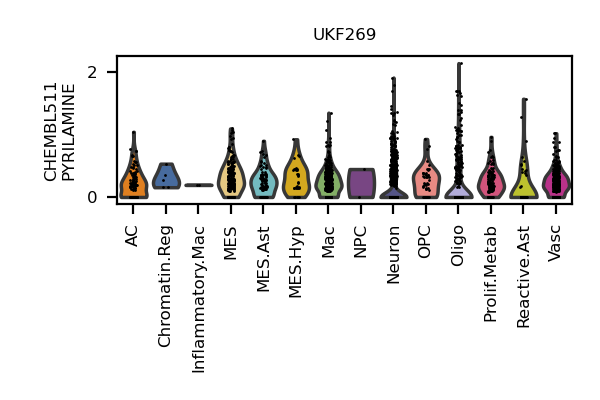 UKF269
CHEMBL511
PYRILAMINE
2
0
AC
Chromatin.Reg
Inflammatory.Mac
MES
MES.Ast
MES.Hyp
Mac
NPC
Neuron
OPC
Oligo
Prolif.Metab
Reactive.Ast
Vasc